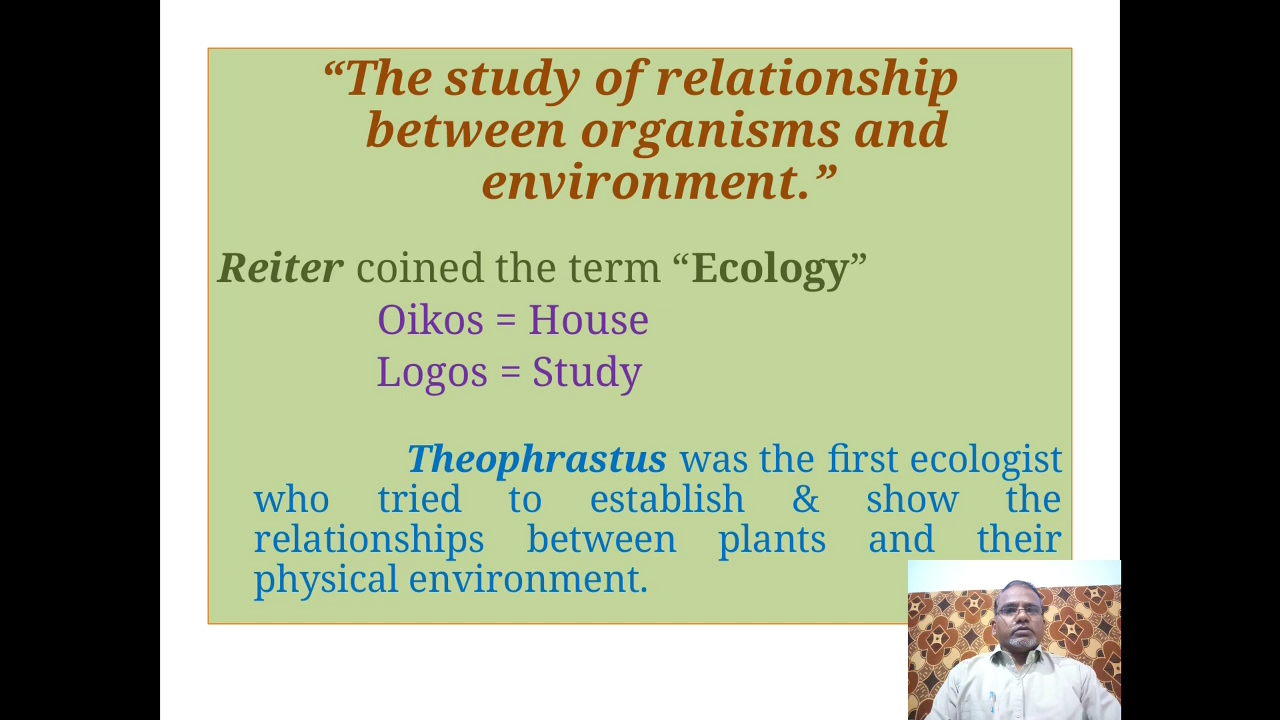 “The study of relationship
between organisms and
environment.”
Reiter coined the term “Ecology”
Oikos = House
Logos = Study
Theophrastus was the first ecologist
who tried to establish & show the
relationships between plants and their
physical environment.